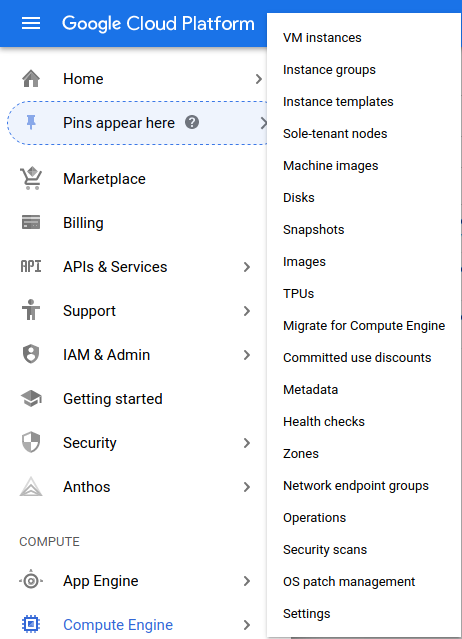 Google Cloud Platform
Home
Pins appear here ?
Marketplace
Billing
API APIs & Services
Support
IAM & Admin
Getting started
Security
Anthos
COMPUTE
App Engine
Compute Engine
VM instances
Instance groups
Instance templates
Sole-tenant nodes
Machine images
Disks
Snapshots
Images
TPUs
Migrate for Compute Engine
Committed use discounts
Metadata
Health checks
Zones
Network endpoint groups
Operations
Security scans
OS patch management
Settings